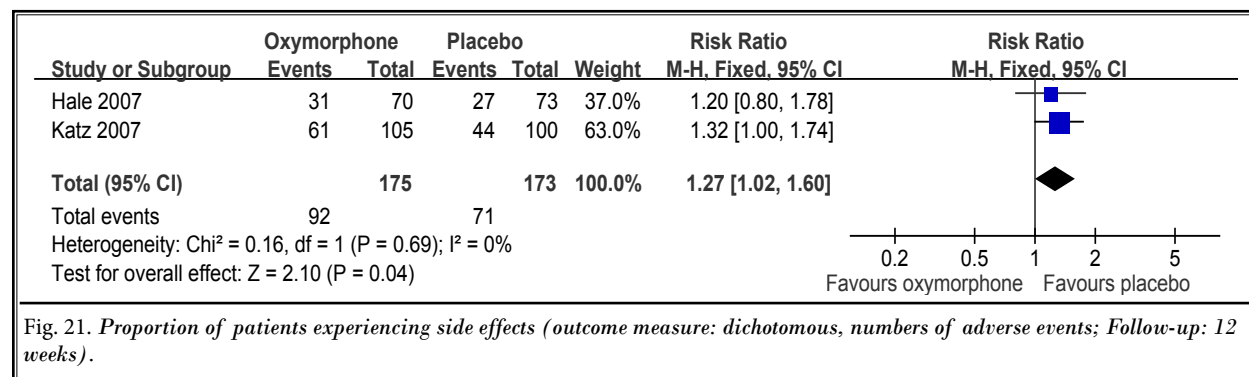 Oxymorphone Placebo Risk Ratio Risk Ratio
Study or Subgroup Events Total Events Total Weight M-H, Fixed, 95% CI M-H, Fixed, 95% CI
Hale 2007 31 70 27 73 37.0% 1.20 [0.80, 1.78]
Katz 2007 61 105 44 100 63.0% 1.32 [1.00, 1.74]
Total (95% CI) 175 173 100.0% 1.27 [1.02, 1.60]
Total events 92 71
Heterogeneity: Chi² = 0.16, df = 1 (P = 0.69); I² = 0%
Test for overall effect: Z = 2.10 (P = 0.04)
0.2 0.5 1 2 5
Favours oxymorphone Favours placebo
Fig. 21. Proportion of patients experiencing side effects (outcome measure: dichotomous, numbers of adverse events; Follow-up: 12
weeks).